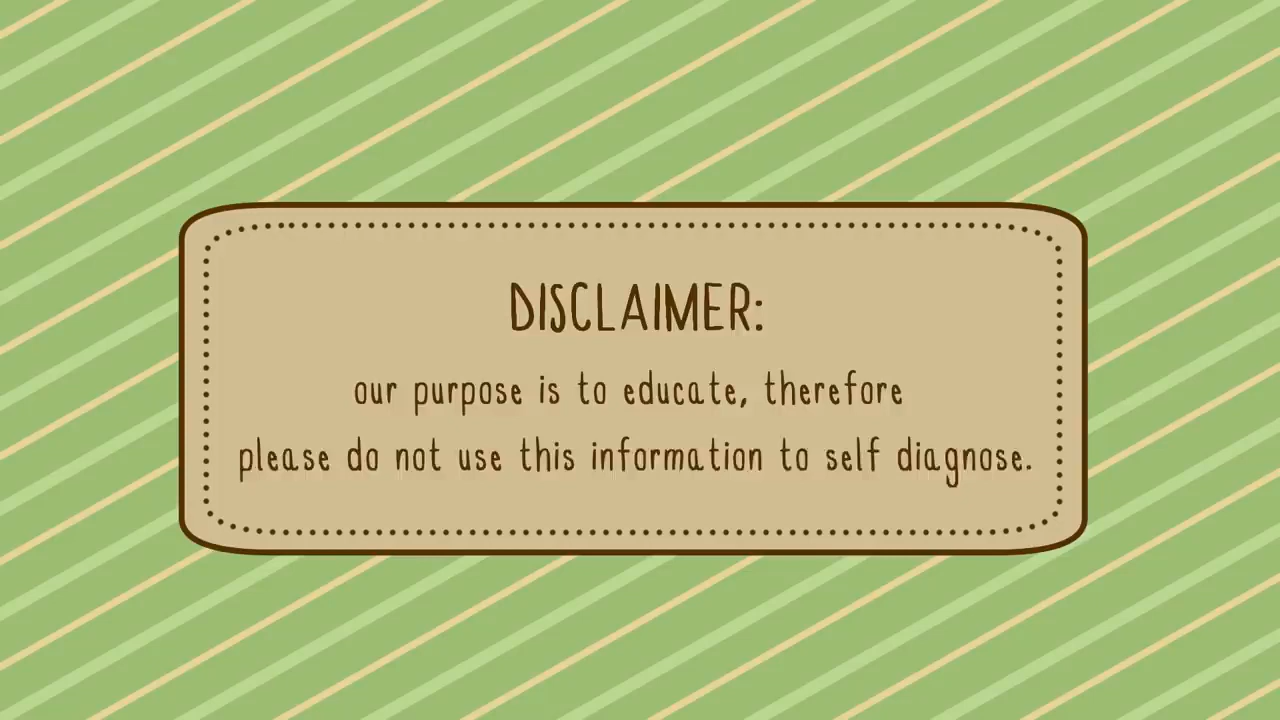 DISCLAIMER:
our purpose is to educate, therefore
please do not use this information to self diagnose.